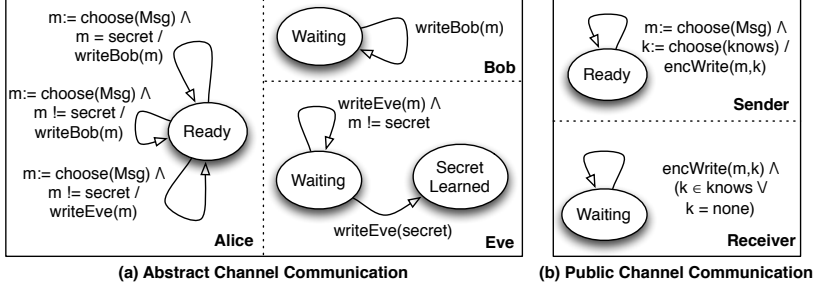 m:= choose(Msg) ∧
m = secret /
writeBob(m)
m:= choose(Msg) ∧
m != secret /
writeBob(m)
Ready
m:= choose(Msg) ∧
m != secret /
writeEve(m)
Alice
Waiting
writeBob(m)
Bob
writeEve(m) ∧
m != secret
Waiting
Secret
Learned
writeEve(secret)
Eve
(a) Abstract Channel Communication
m:= choose(Msg) ∧
k:= choose(knows) /
encWrite(m,k)
Ready
Sender
encWrite(m,k) ∧
(k ∈ knows ∨
k = none)
Waiting
Receiver
(b) Public Channel Communication